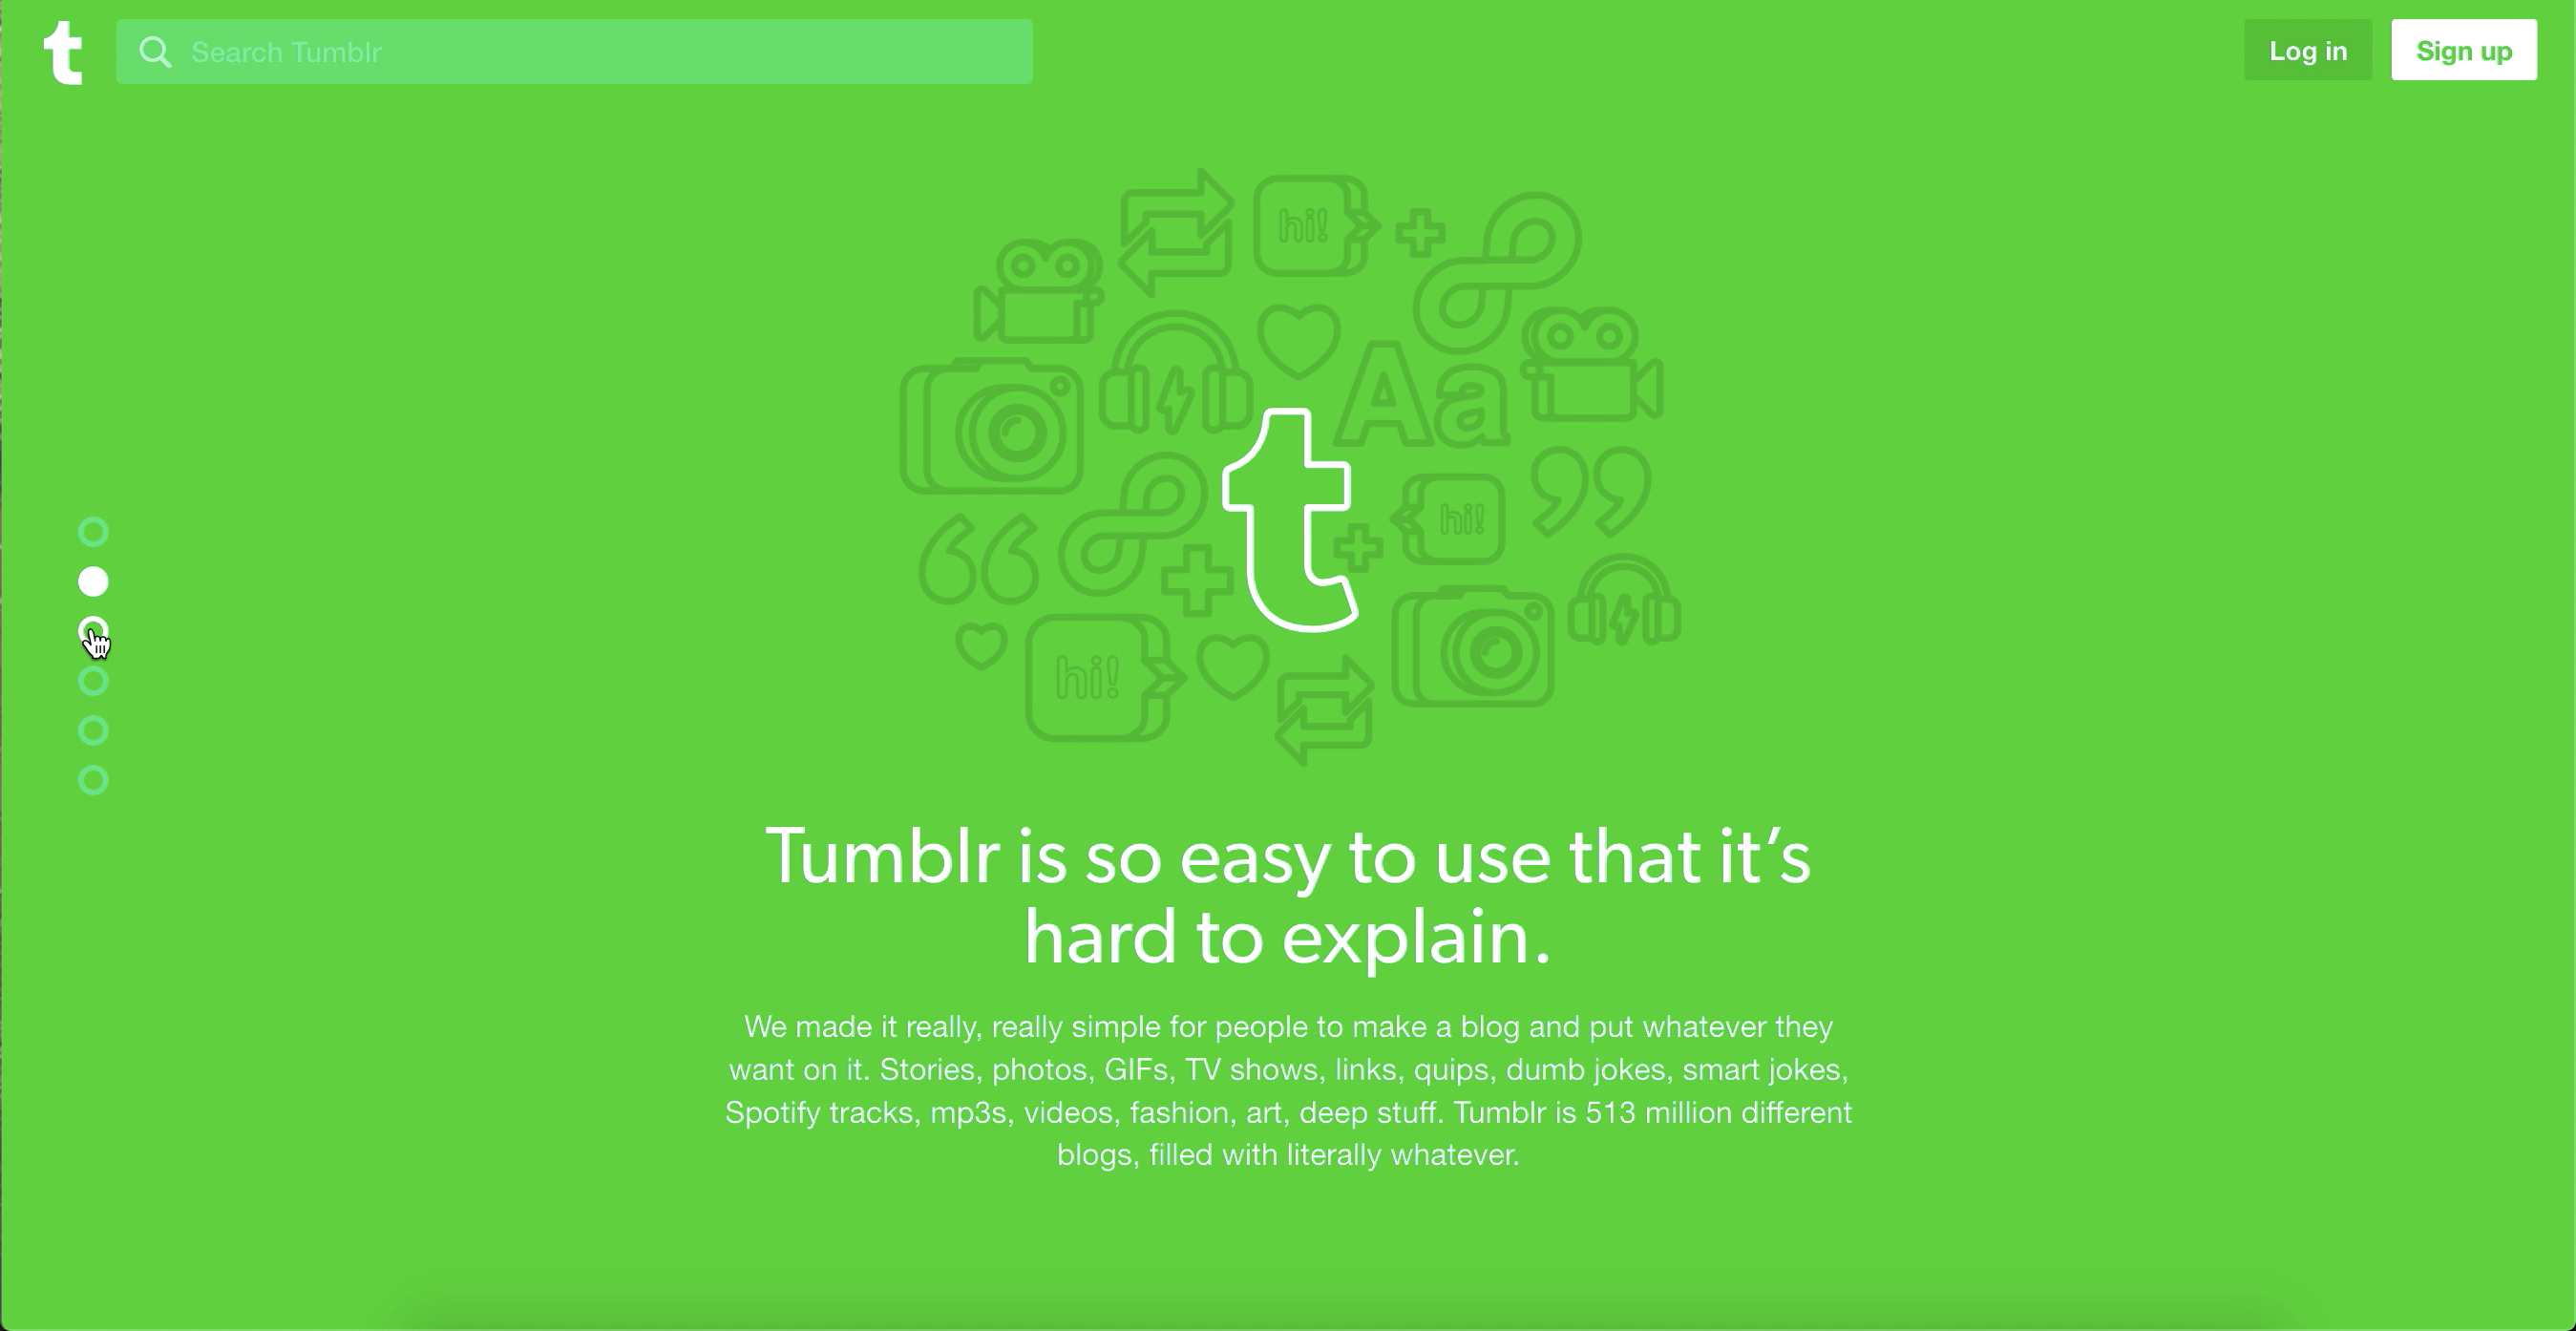 t
Search Tumblr
Log in
Sign up
hi!
Aa
“
”
hi!
t
hi!
Tumblr is so easy to use that it’s
hard to explain.
We made it really, really simple for people to make a blog and put whatever they
want on it. Stories, photos, GIFs, TV shows, links, quips, dumb jokes, smart jokes,
Spotify tracks, mp3s, videos, fashion, art, deep stuff. Tumblr is 513 million different
blogs, filled with literally whatever.